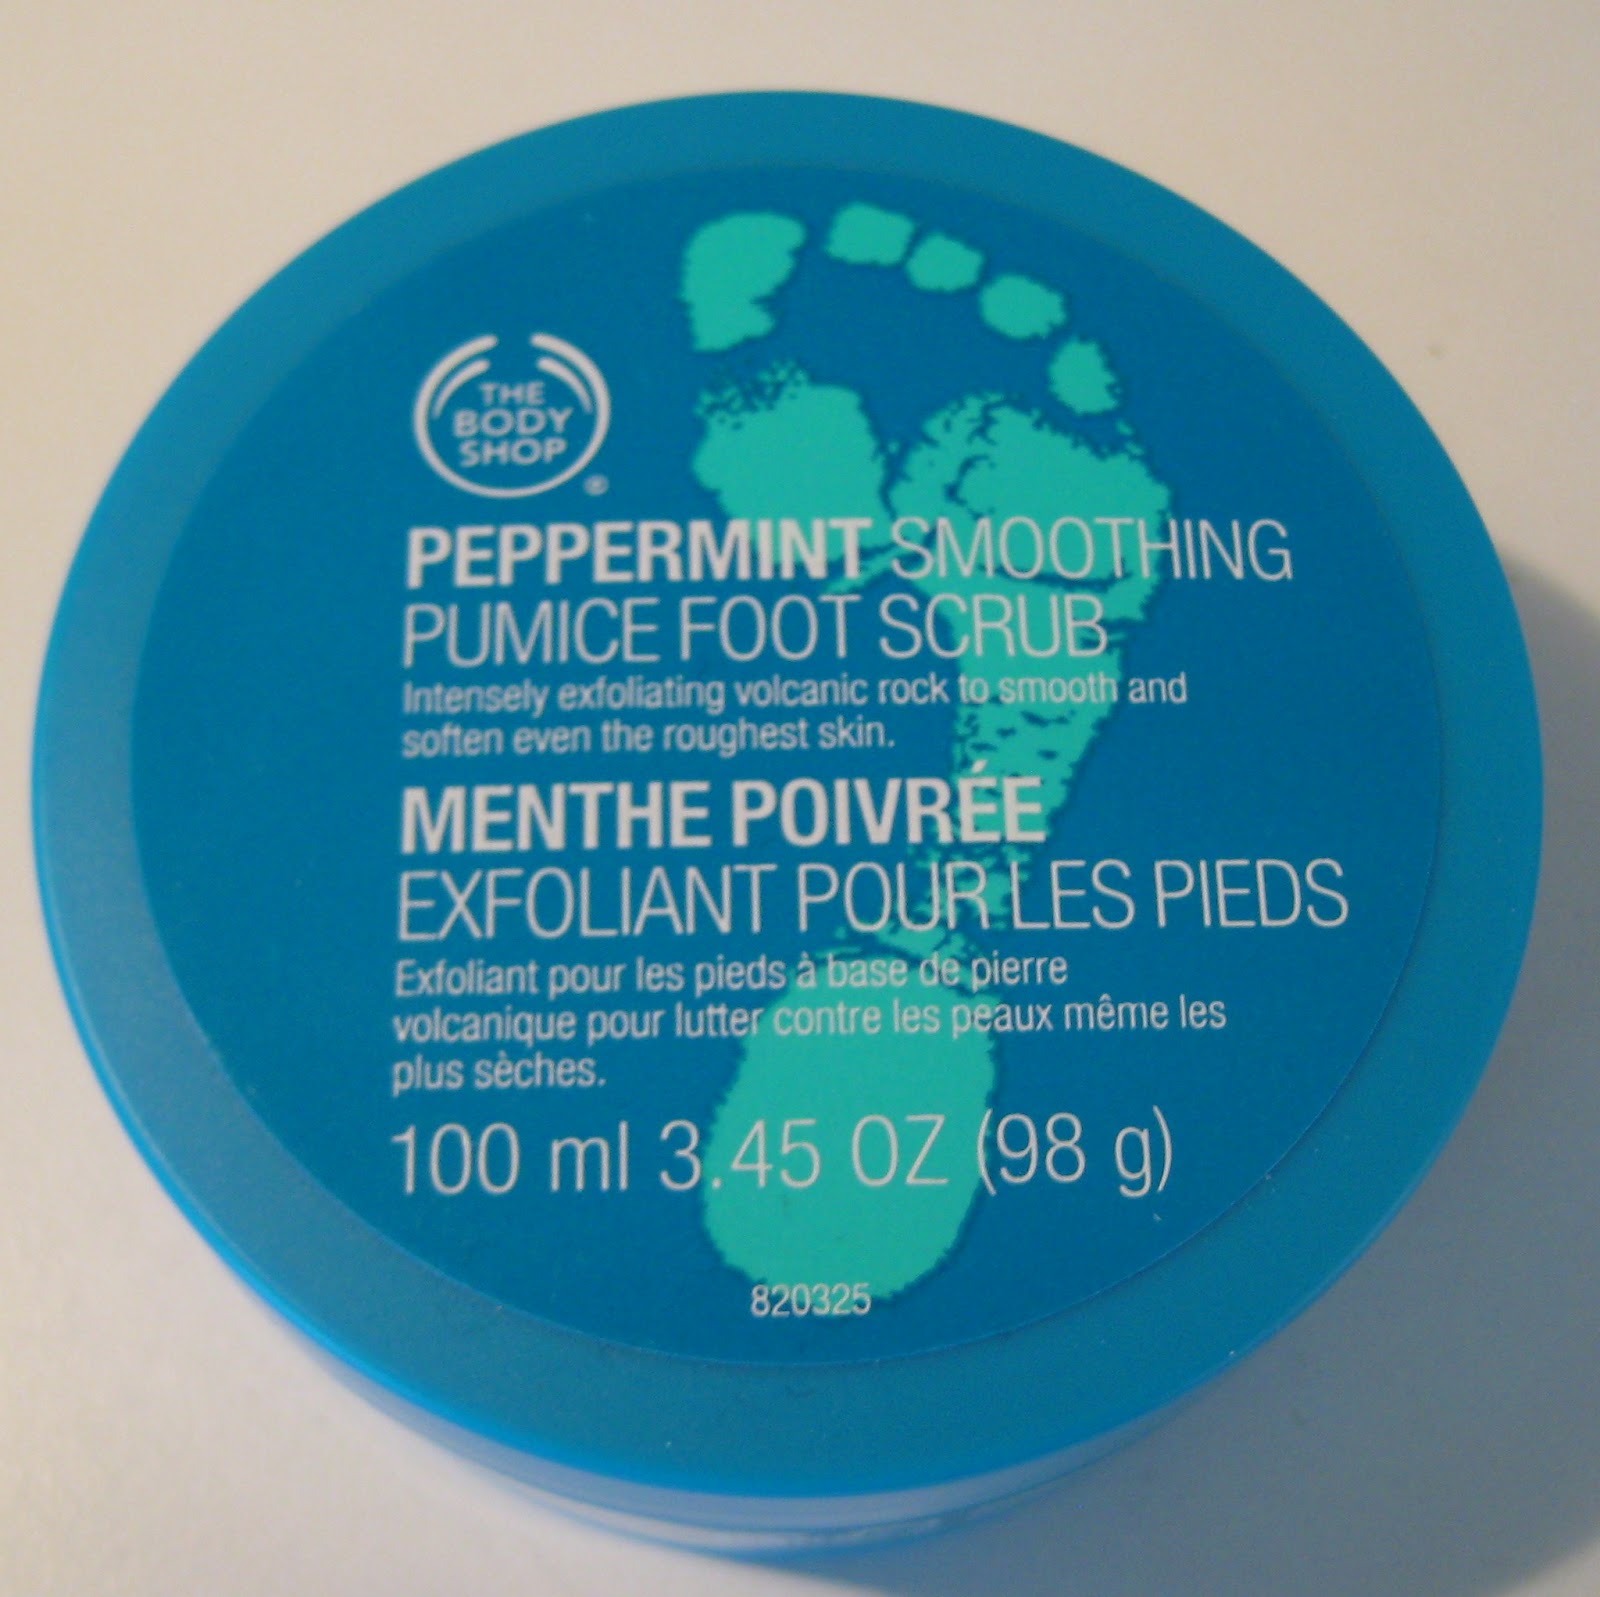 THE
BODY
SHOP
®
PEPPERMINT SMOOTHING
PUMICE FOOT SCRUB
Intensely exfoliating volcanic rock to smooth and
soften even the roughest skin.
MENTHE POIVRÉE
EXFOLIANT POUR LES PIEDS
Exfoliant pour les pieds à base de pierre
volcanique pour lutter contre les peaux même les
plus sèches.
100 ml 3.45 OZ (98 g)
820325